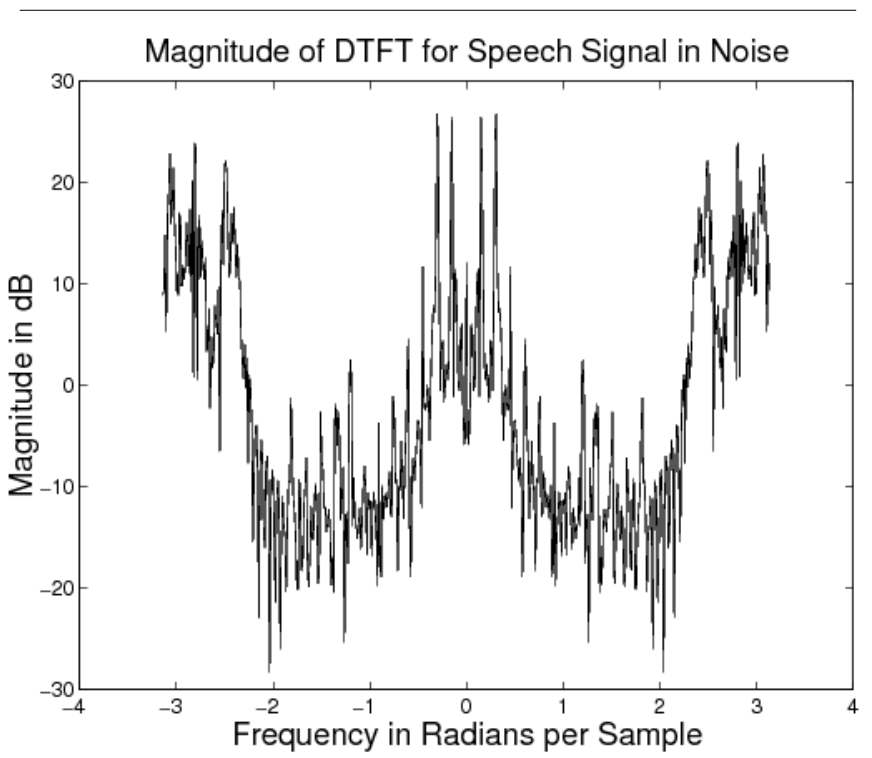 Magnitude of DTFT for Speech Signal in Noise
30
20
10
0
−10
−20
−30
Magnitude in dB
−4 −3 −2 −1 0 1 2 3 4
Frequency in Radians per Sample